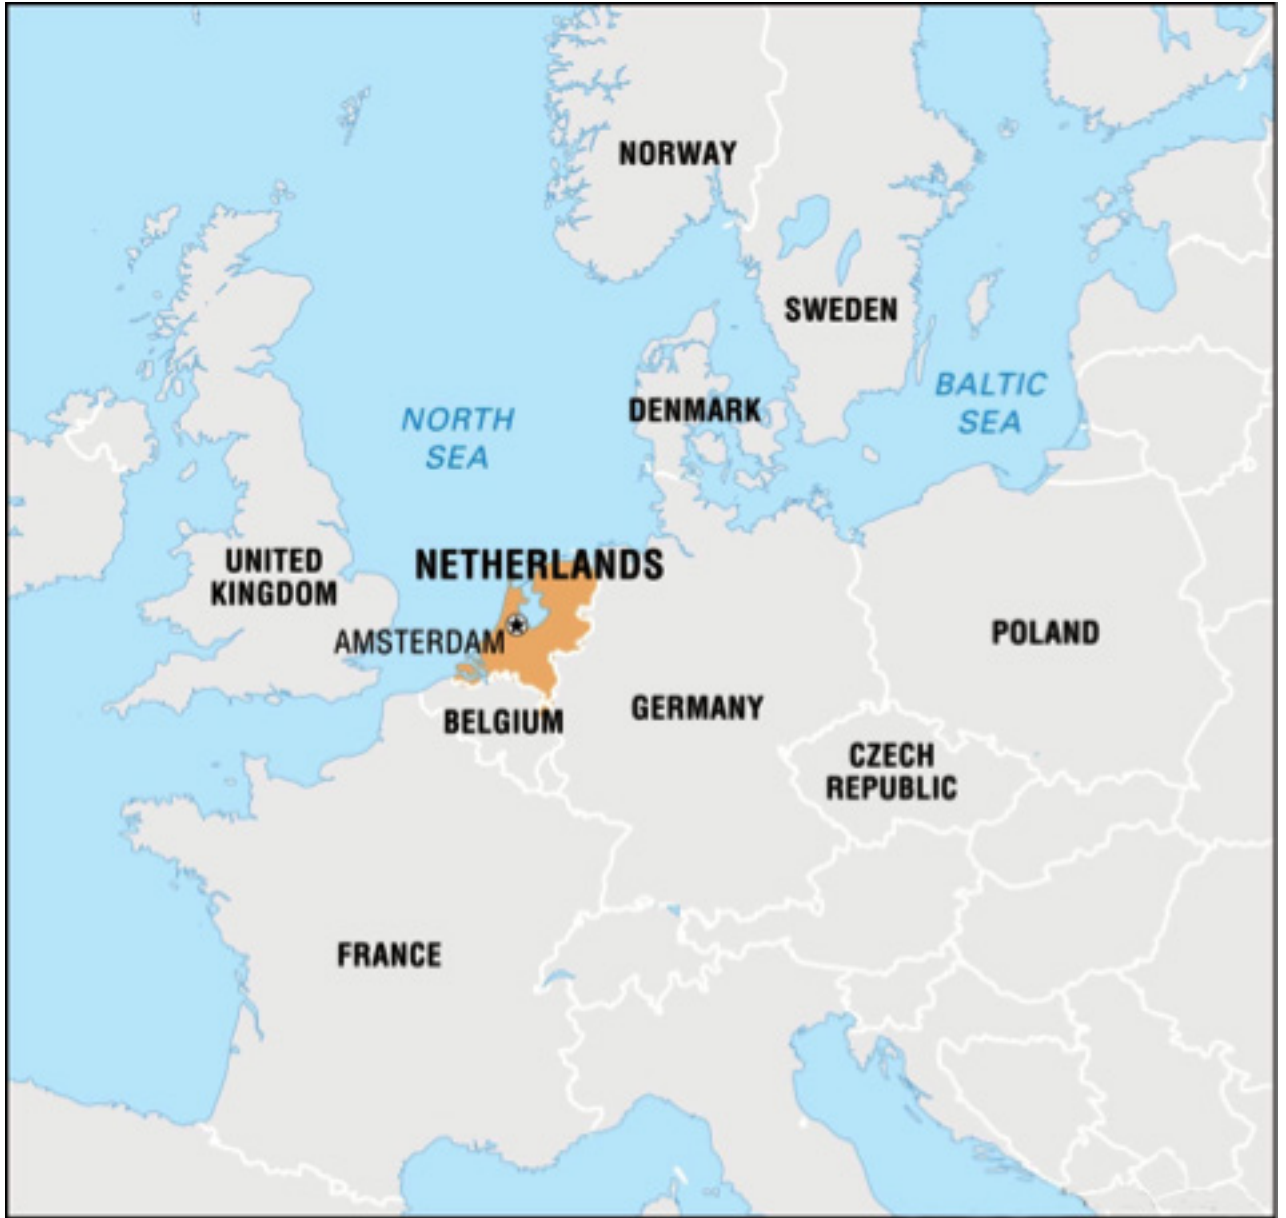 NORWAY
SWEDEN
BALTIC
SEA
NORTH
SEA
DENMARK
UNITED
KINGDOM
NETHERLANDS
AMSTERDAM
POLAND
BELGIUM
GERMANY
CZECH
REPUBLIC
FRANCE